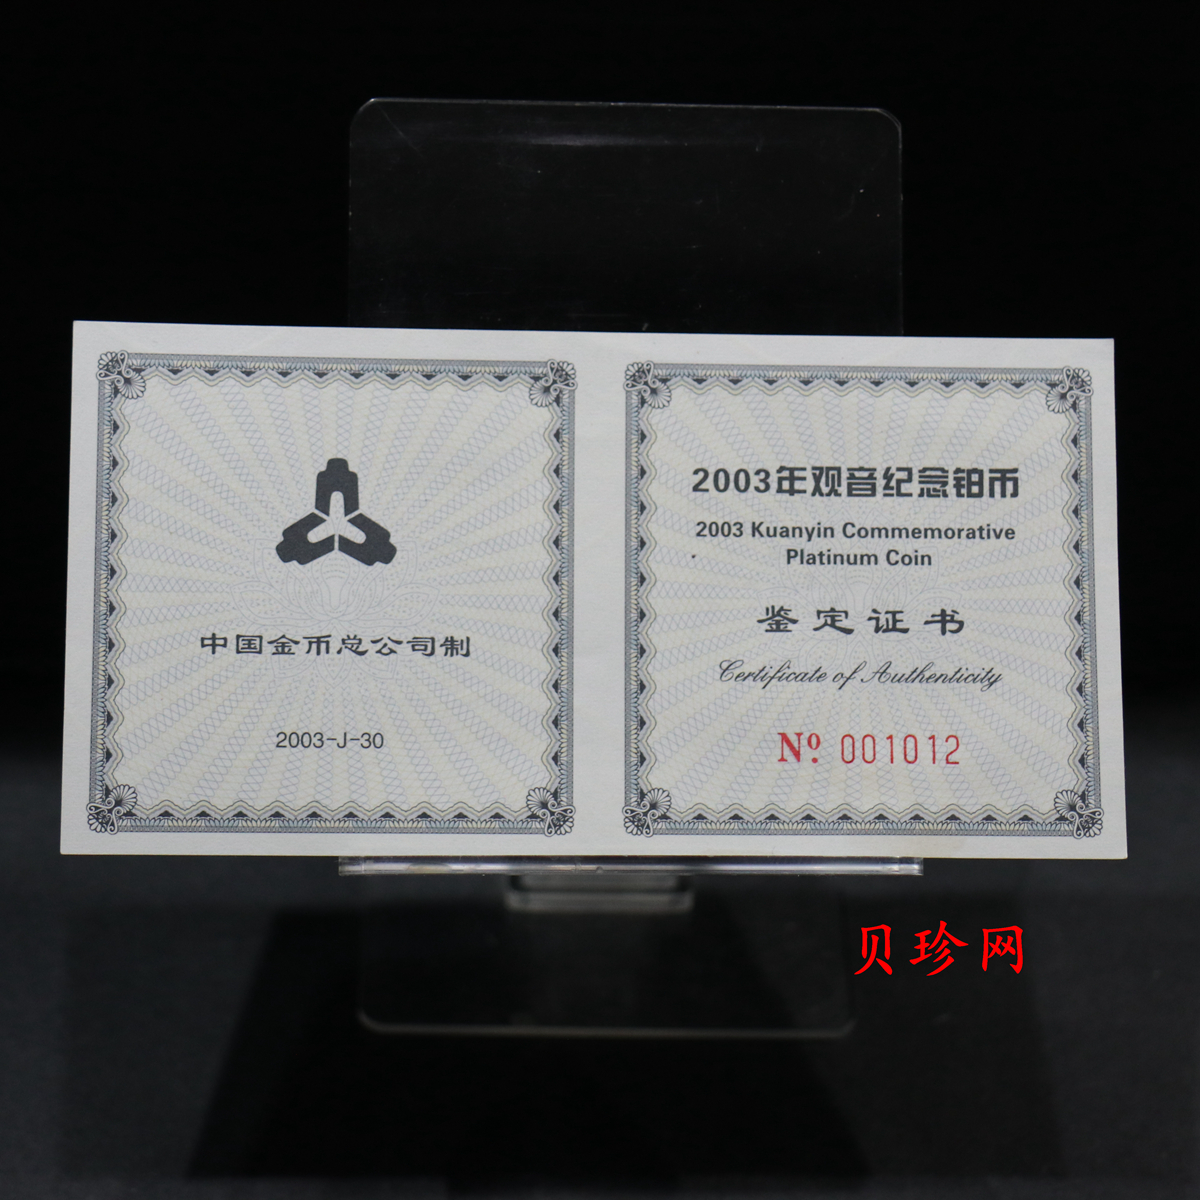 中国金币总公司制
2003-J-30
2003年观音纪念铂币
2003 Kuanyin Commemorative
Platinum Coin
鉴定证书
Certificate of Authenticity
Nº 001012
贝珍网